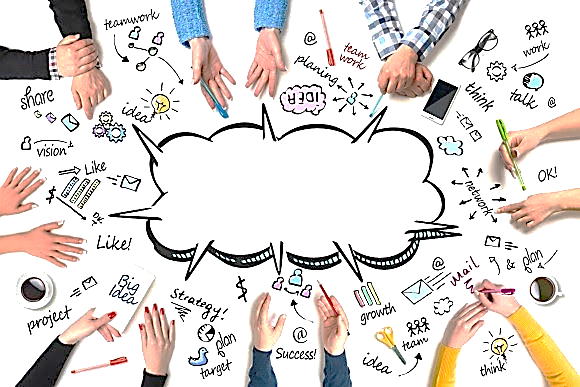 teamwork
@
team
work
planing
work
share
idea
IDEA
think
talk
@
vision
Like
$
network
OK!
Like!
&
plan
Big
idea
@
mail
project
Strategy!
$
@
growth
plan
target
Success!
idea
team
think